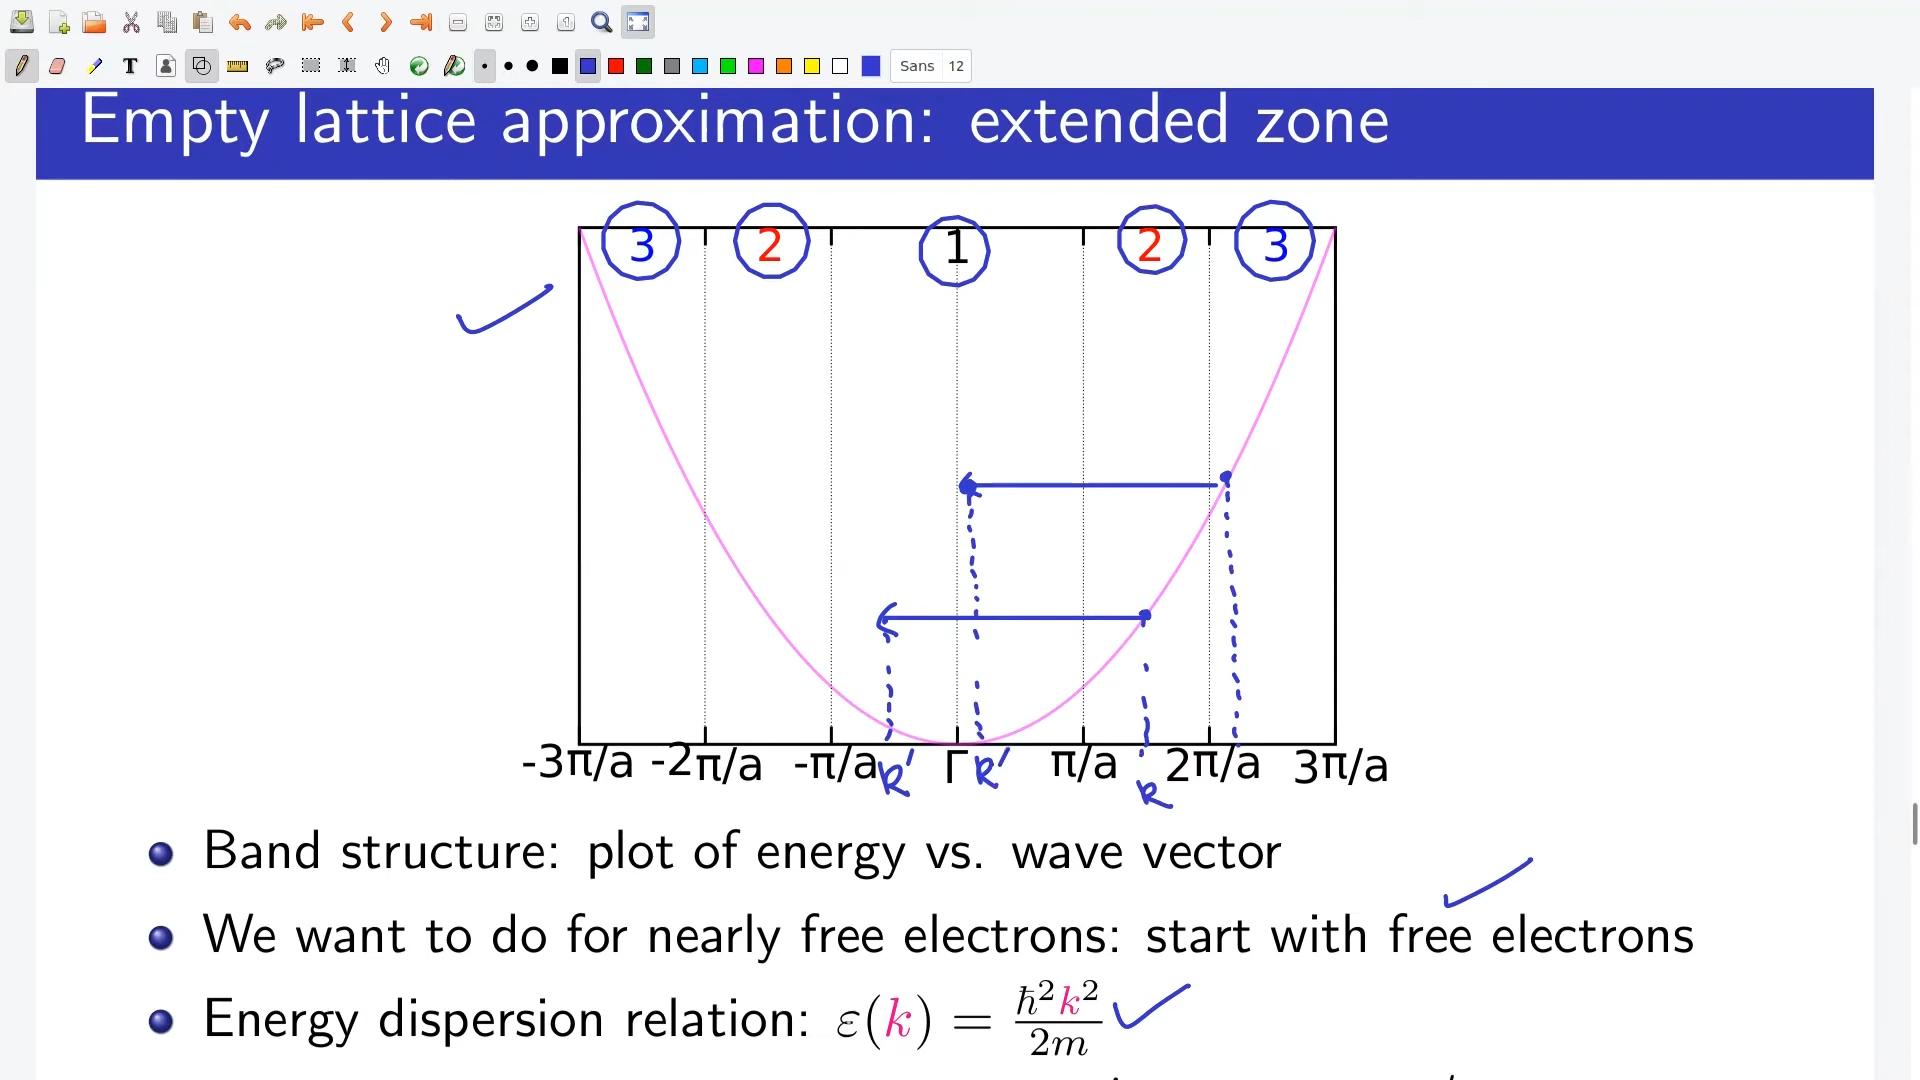 Sans 12
Empty lattice approximation: extended zone
3 2 1 2 3
-3π/a -2π/a -π/a k' Γ k' π/a k 2π/a 3π/a
Band structure: plot of energy vs. wave vector
We want to do for nearly free electrons: start with free electrons
Energy dispersion relation: ε(k) = ħ²k²/2m